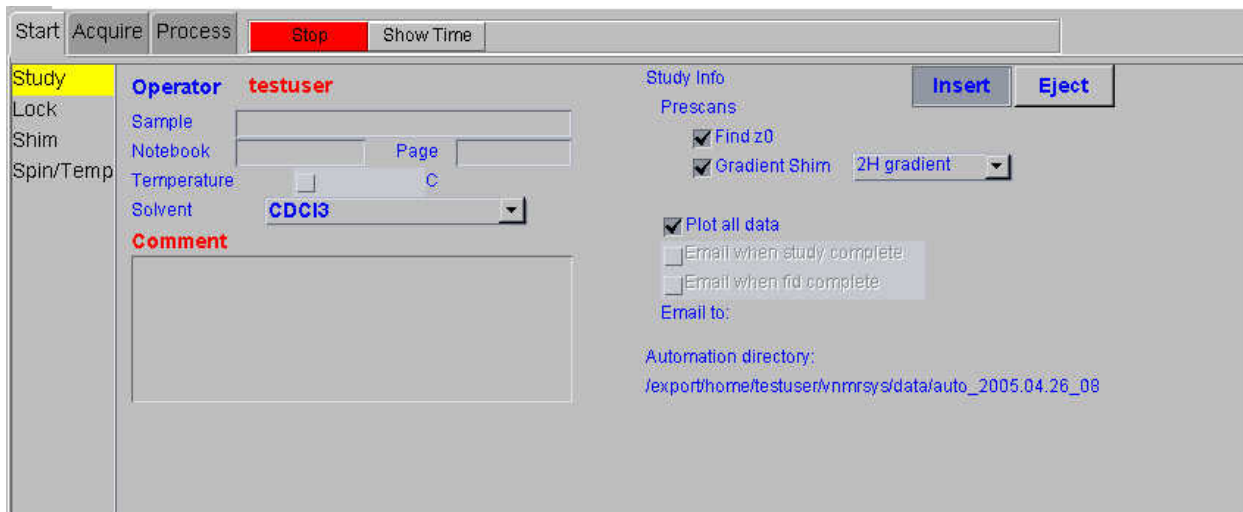 Start Acquire Process Stop Show Time
Study
Lock
Shim
Spin/Temp
Operator testuser
Sample
Notebook Page
Temperature C
Solvent CDCl3
Comment
Study Info
Insert Eject
Prescans
Find z0
Gradient Shim 2H gradient
Plot all data
Email when study complete
Email when fid complete
Email to:
Automation directory:
/export/home/testuser/vnmrsys/data/auto_2005.04.26_08